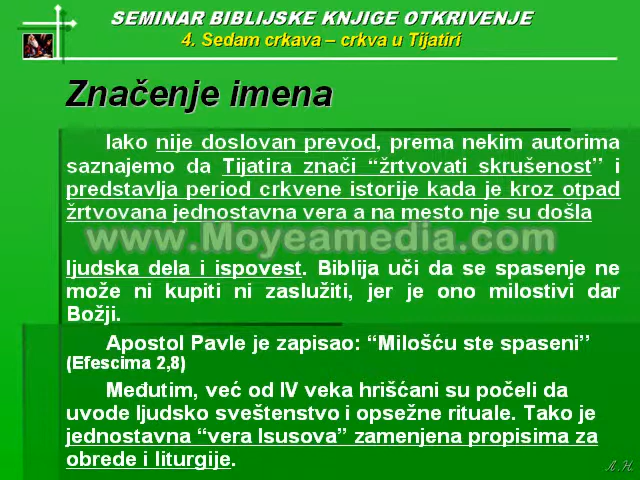 SEMINAR BIBLIJSKE KNJIGE OTKRIVENJE
4. Sedam crkava – crkva u Tijatiri
Značenje imena
Iako nije doslovan prevod, prema nekim autorima
saznajemo da Tijatira znači “žrtvovati skrušenost’’ i
predstavlja period crkvene istorije kada je kroz otpad
žrtvovana jednostavna vera a na mesto nje su došla
www.Moyeamedia.com
ljudska dela i ispovest. Biblija uči da se spasenje ne
može ni kupiti ni zaslužiti, jer je ono milostivi dar
Božji.
Apostol Pavle je zapisao: “Milošću ste spaseni’’
(Efescima 2,8)
Međutim, već od IV veka hrišćani su počeli da
uvode ljudsko sveštenstvo i opsežne rituale. Tako je
jednostavna “vera Isusova” zamenjena propisima za
obrede i liturgije.
Л.Н.